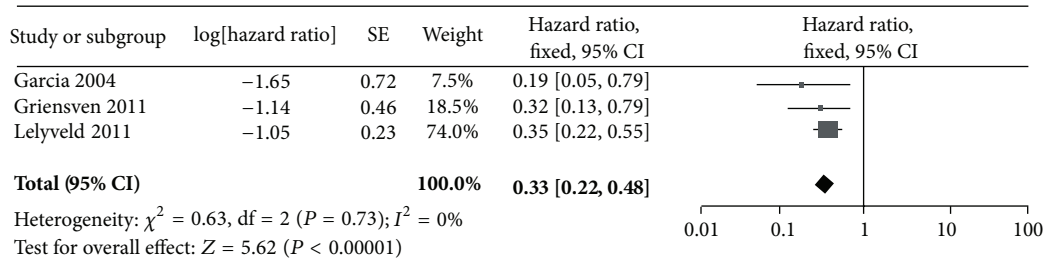 Study or subgroup log[hazard ratio] SE Weight Hazard ratio, fixed, 95% CI Hazard ratio, fixed, 95% CI
Garcia 2004 −1.65 0.72 7.5% 0.19 [0.05, 0.79]
Griensven 2011 −1.14 0.46 18.5% 0.32 [0.13, 0.79]
Lelyveld 2011 −1.05 0.23 74.0% 0.35 [0.22, 0.55]
Total (95% CI) 100.0% 0.33 [0.22, 0.48]
Heterogeneity: χ² = 0.63, df = 2 (P = 0.73); I² = 0%
Test for overall effect: Z = 5.62 (P < 0.00001)
0.01 0.1 1 10 100